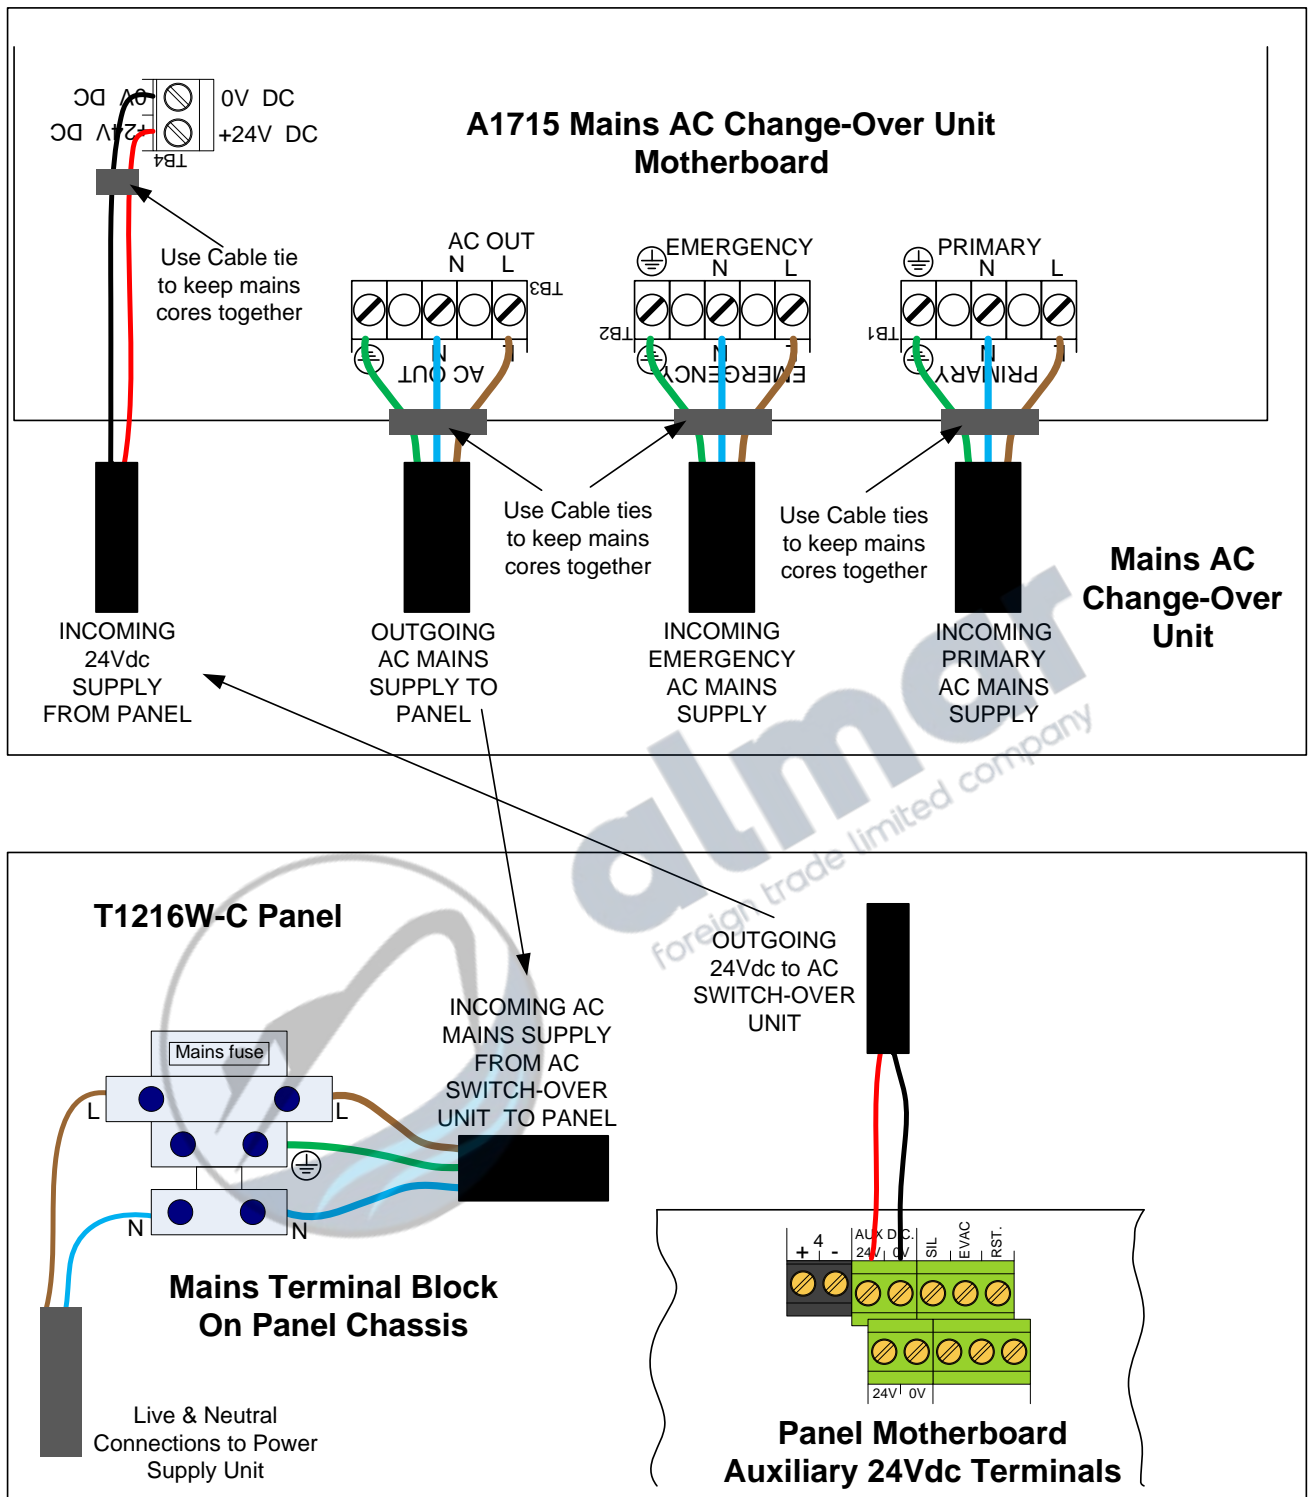 A1715 Mains AC Change-Over Unit
Motherboard
0V DC
0V DC
+24V DC
+24V DC
TB4
Use Cable tie
to keep mains
cores together
AC OUT
N L
TB3
N L
AC OUT
EMERGENCY
N L
TB2
N L
EMERGENCY
PRIMARY
N L
TB1
N L
PRIMARY
Use Cable ties
to keep mains
cores together
Use Cable ties
to keep mains
cores together
Mains AC
Change-Over
Unit
INCOMING
24Vdc
SUPPLY
FROM PANEL
OUTGOING
AC MAINS
SUPPLY TO
PANEL
INCOMING
EMERGENCY
AC MAINS
SUPPLY
INCOMING
PRIMARY
AC MAINS
SUPPLY
almar
foreign trade limited company
T1216W-C Panel
OUTGOING
24Vdc to AC
SWITCH-OVER
UNIT
INCOMING AC
MAINS SUPPLY
FROM AC
SWITCH-OVER
UNIT TO PANEL
Mains fuse
L L
N N
Mains Terminal Block
On Panel Chassis
Live & Neutral
Connections to Power
Supply Unit
4
+ -
AUX D.C.
24V 0V
SIL
EVAC
RST.
24V 0V
Panel Motherboard
Auxiliary 24Vdc Terminals